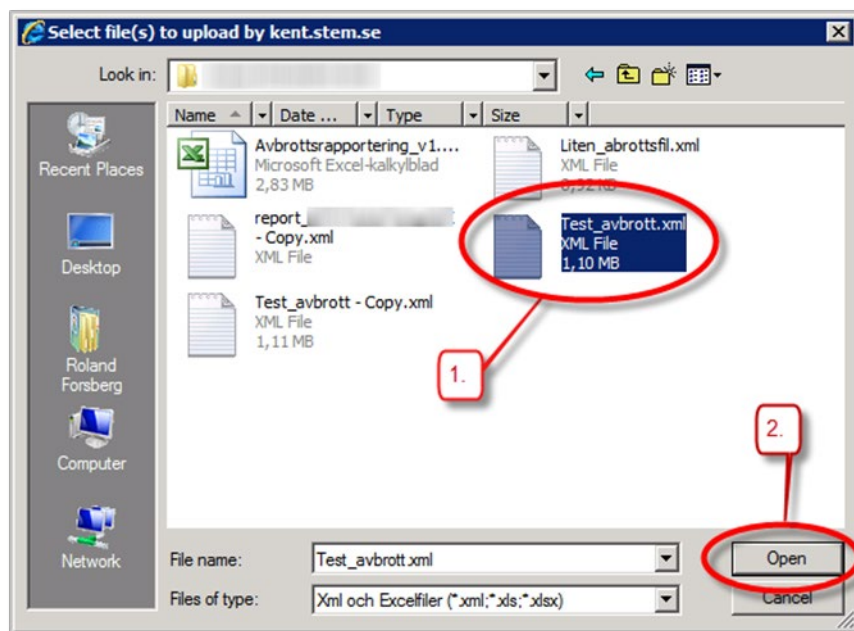 Select file(s) to upload by kent.stem.se
Look in:
Name Date ... Type Size
Avbrottsrapportering_v1....
Microsoft Excel-kalkylblad
2,83 MB
Liten_abrottsfil.xml
XML File
report_
- Copy.xml
XML File
Test_avbrott.xml
XML File
1,10 MB
Test_avbrott - Copy.xml
XML File
1,11 MB
Recent Places
Desktop
Roland
Forsberg
Computer
Network
1.
2.
File name:
Test_avbrott.xml
Open
Files of type:
Xml och Excelfiler (*.xml;*.xls;*.xlsx)
Cancel